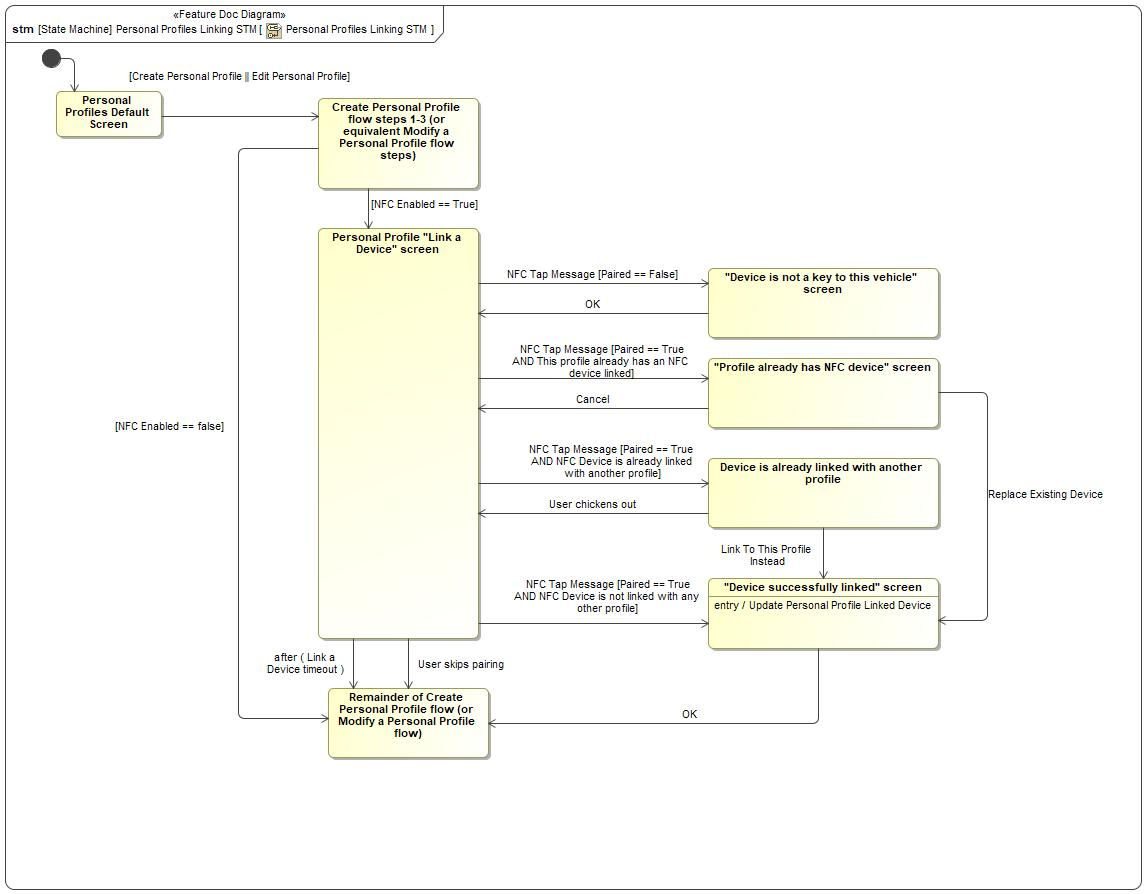 «Feature Doc Diagram»
stm [State Machine] Personal Profiles Linking STM [ Personal Profiles Linking STM ]
[Create Personal Profile || Edit Personal Profile]
Personal
Profiles Default
Screen
Create Personal Profile
flow steps 1-3 (or
equivalent Modify a
Personal Profile flow
steps)
[NFC Enabled == True]
Personal Profile "Link a
Device" screen
NFC Tap Message [Paired == False]
"Device is not a key to this vehicle"
screen
OK
NFC Tap Message [Paired == True
AND This profile already has an NFC
device linked]
"Profile already has NFC device" screen
Cancel
[NFC Enabled == false]
NFC Tap Message [Paired == True
AND NFC Device is already linked
with another profile]
Device is already linked with another
profile
Replace Existing Device
User chickens out
Link To This Profile
Instead
NFC Tap Message [Paired == True
AND NFC Device is not linked with any
other profile]
"Device successfully linked" screen
entry / Update Personal Profile Linked Device
after ( Link a
Device timeout )
User skips pairing
Remainder of Create
Personal Profile flow (or
Modify a Personal Profile
flow)
OK